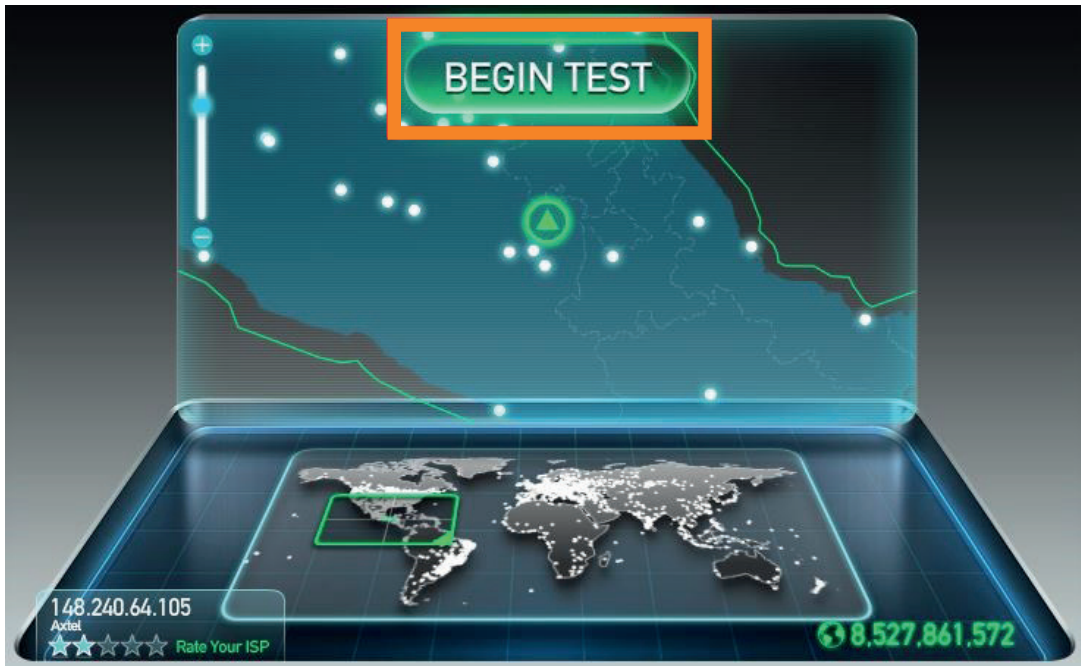 BEGIN TEST
148.240.64.105
Axtel
Rate Your ISP
8,527,861,572